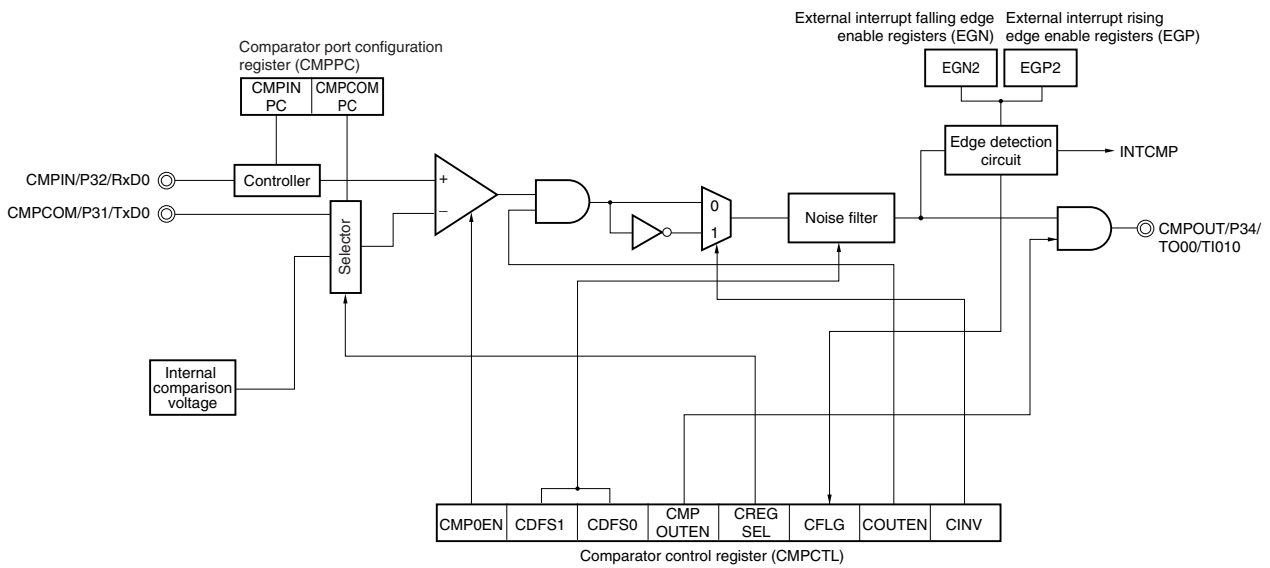 External interrupt falling edge
enable registers (EGN)
External interrupt rising
edge enable registers (EGP)
Comparator port configuration
register (CMPPC)
EGN2
EGP2
CMPIN
PC
CMPCOM
PC
Edge detection
circuit
INTCMP
CMPIN/P32/RxD0
Controller
+
CMPCOM/P31/TxD0
−
0
1
Noise filter
CMPOUT/P34/
TO00/TI010
Selector
Internal
comparison
voltage
CMP0EN
CDFS1
CDFS0
CMP
OUTEN
CREG
SEL
CFLG
COUTEN
CINV
Comparator control register (CMPCTL)